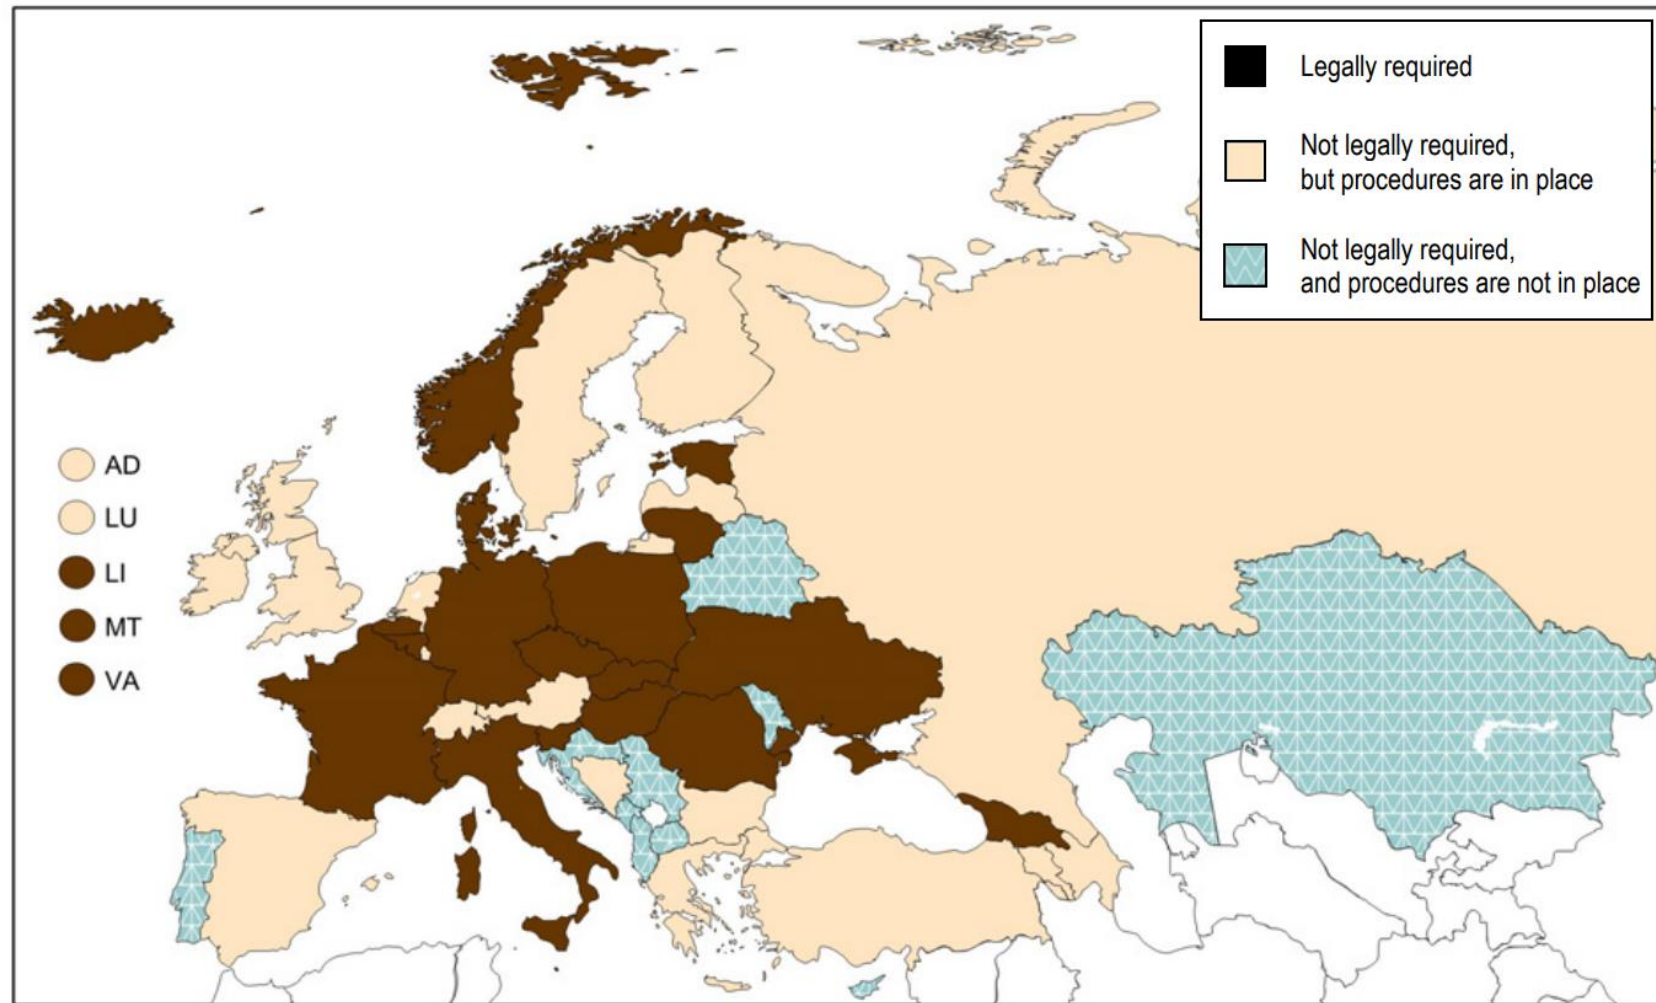 Legally required
Not legally required,
but procedures are in place
Not legally required,
and procedures are not in place
AD
LU
LI
MT
VA